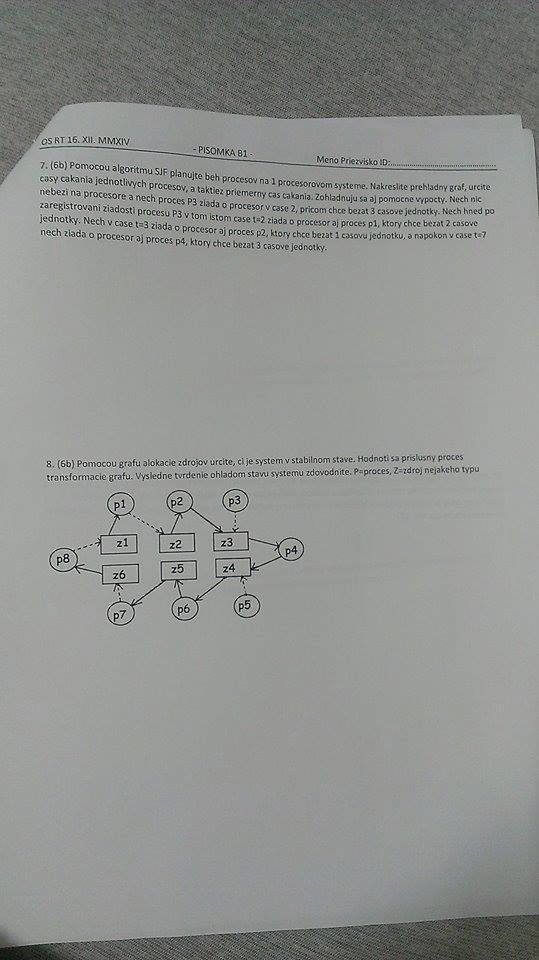 OS RT 16. XII. MMXIV - PISOMKA B1 - Meno Priezvisko ID:
7. (6b) Pomocou algoritmu SJF planujte beh procesov na 1 procesorovom systeme. Nakreslite prehladny graf, urcite
casy cakania jednotlivych procesov, a taktiez priemerny cas cakania. Zohladnuju sa aj pomocne vypocty. Nech nic
nebezi na procesore a nech proces P3 ziada o procesor v case 2, pricom chce bezat 3 casove jednotky. Nech hned po
zaregistrovani ziadosti procesu P3 v tom istom case t=2 ziada o procesor aj proces p1, ktory chce bezat 2 casove
jednotky. Nech v case t=3 ziada o procesor aj proces p2, ktory chce bezat 1 casovu jednotku, a napokon v case t=7
nech ziada o procesor aj proces p4, ktory chce bezat 3 casove jednotky.
8. (6b) Pomocou grafu alokacie zdrojov urcite, ci je system v stabilnom stave. Hodnoti sa prislusny proces
transformacie grafu. Vysledne tvrdenie ohladom stavu systemu zdovodnite. P=proces, Z=zdroj nejakeho typu
p1 p2 p3
z1 z2 z3
p8 p4
z6 z5 z4
p7 p6 p5